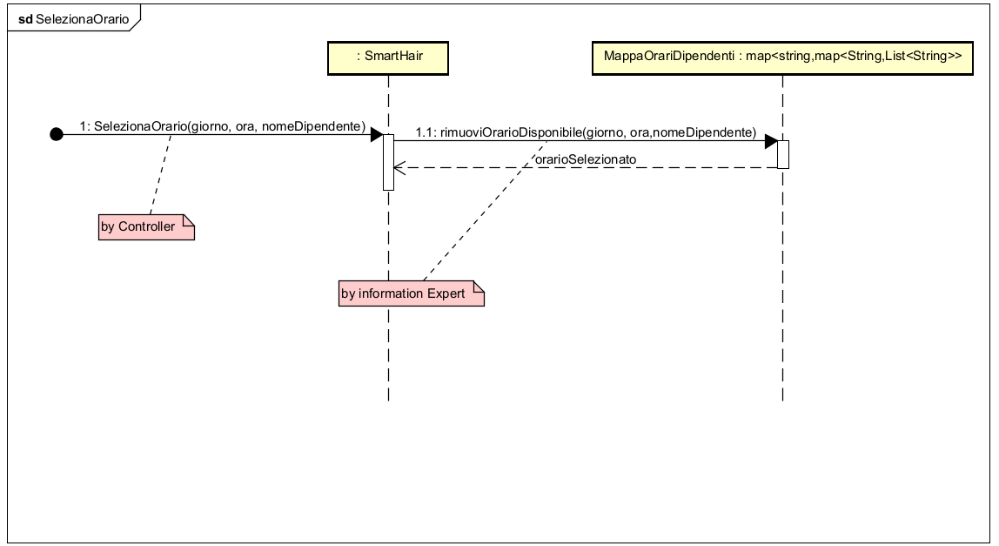 sd SelezionaOrario
: SmartHair
MappaOrariDipendenti : map<string,map<String,List<String>>
1: SelezionaOrario(giorno, ora, nomeDipendente)
1.1: rimuoviOrarioDisponibile(giorno, ora,nomeDipendente)
orarioSelezionato
by Controller
by information Expert